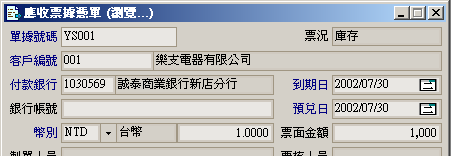 應收票據憑單 (瀏覽...)
單據號碼 YS001 票況 庫存
客戶編號 001 樂支電器有限公司
付款銀行 1030569 誠泰商業銀行新店分行 到期日 2002/07/30
銀行帳號 預兌日 2002/07/30
幣別 NTD 台幣 1.0000 票面金額 1,000